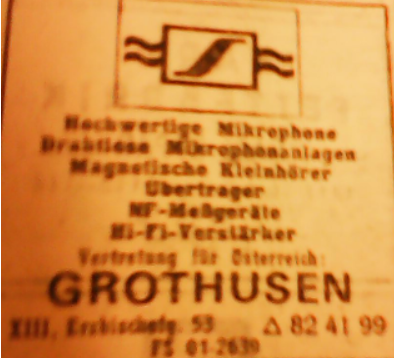 Hochwertige Mikrophone
Drahtlose Mikrophonanlagen
Magnetische Kleinhörer
Übertrager
NF-Meßgeräte
Hi-Fi-Verstärker
Vertretung für Österreich:
GROTHUSEN
XIII, Erzbischofg. 53 Δ 82 41 99
FS 01-2639